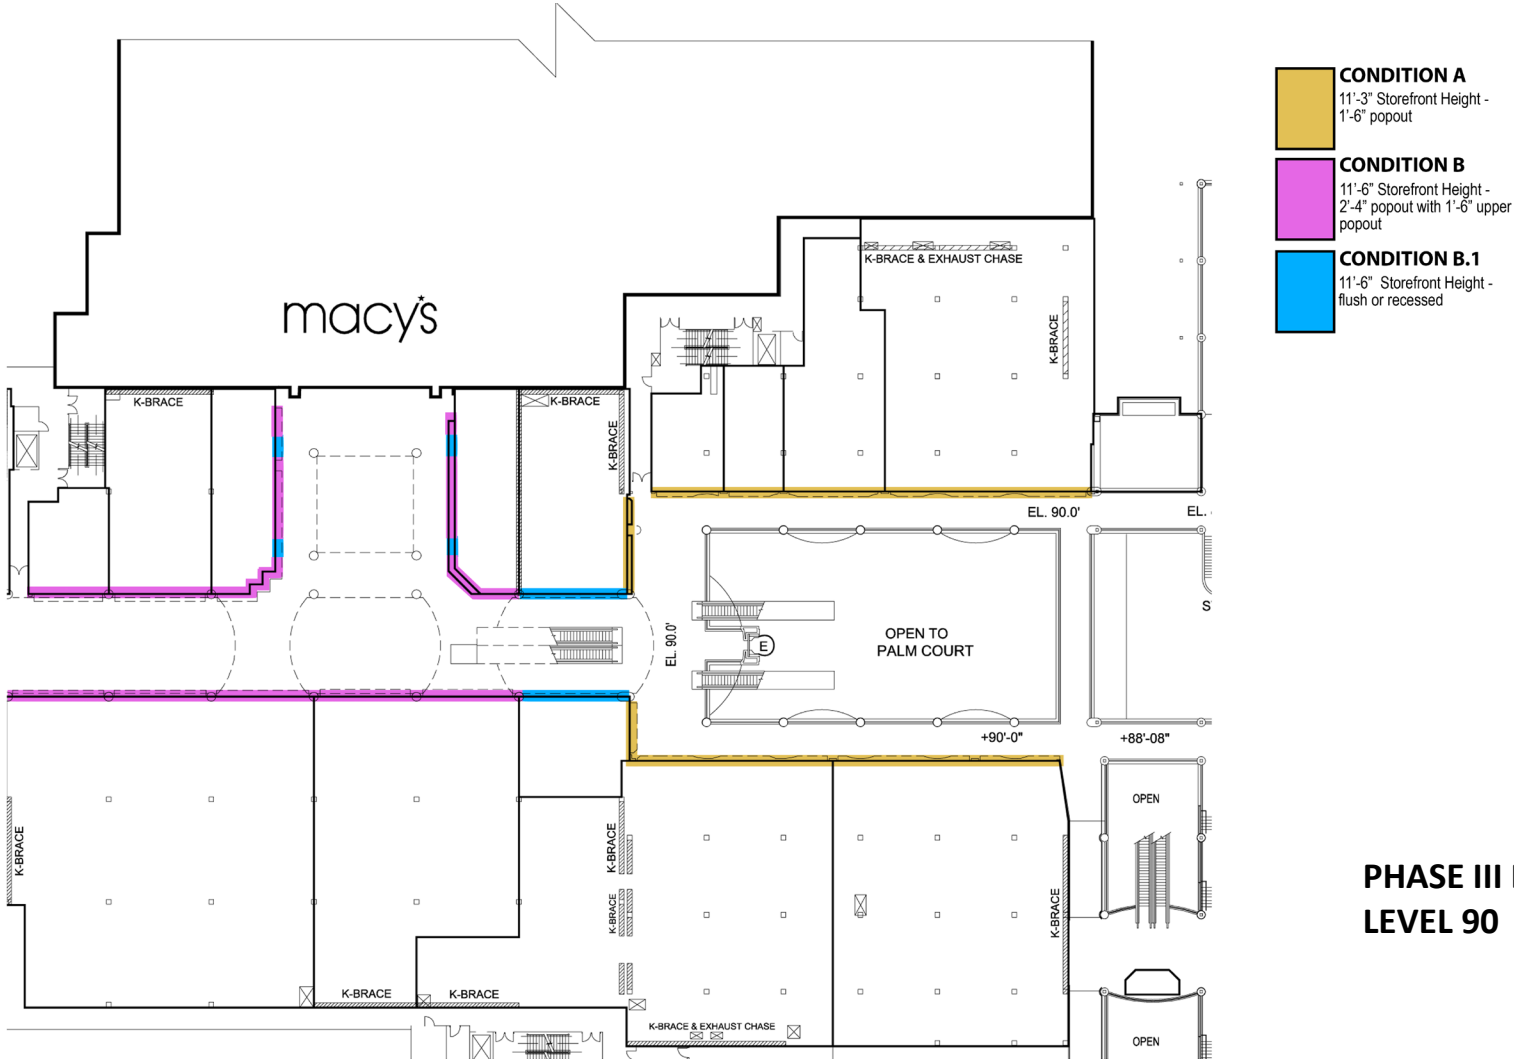 CONDITION A
11'-3" Storefront Height -
1'-6" popout
CONDITION B
11'-6" Storefront Height -
2'-4" popout with 1'-6" upper
popout
CONDITION B.1
11'-6" Storefront Height -
flush or recessed
K-BRACE & EXHAUST CHASE
macy's
K-BRACE
K-BRACE
K-BRACE
K-BRACE
EL. 90.0'
EL.
S
EL. 90.0'
OPEN TO
PALM COURT
E
+90'-0"
+88'-08"
OPEN
K-BRACE
K-BRACE
K-BRACE
K-BRACE
PHASE III
LEVEL 90
K-BRACE
K-BRACE
K-BRACE & EXHAUST CHASE
OPEN